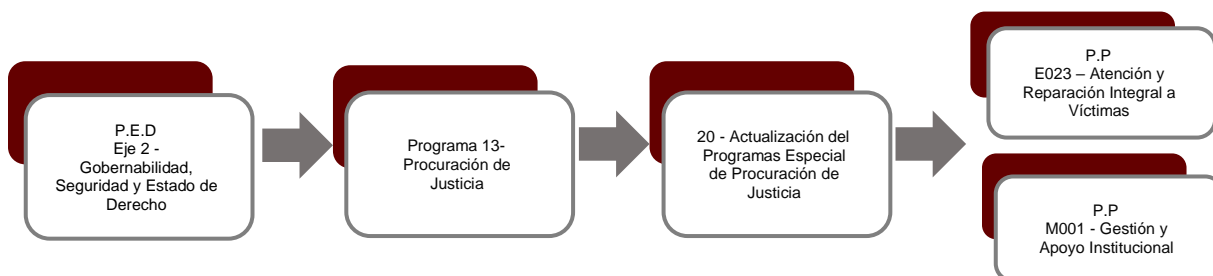 P.E.D
Eje 2 -
Gobernabilidad,
Seguridad y Estado de
Derecho
Programa 13-
Procuración de
Justicia
20 - Actualización del
Programas Especial
de Procuración de
Justicia
P.P
E023 – Atención y
Reparación Integral a
Víctimas
P.P
M001 - Gestión y
Apoyo Institucional